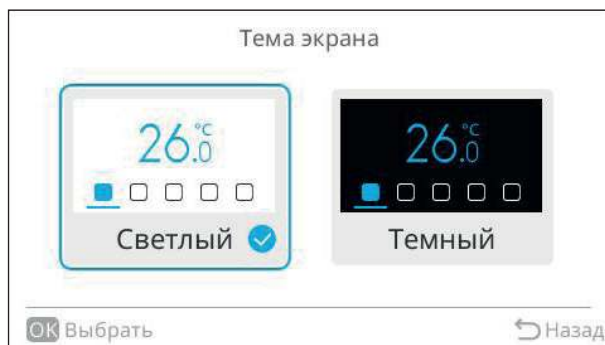 Тема экрана
26.0 °C
26.0 °C
Светлый
Темный
OK Выбрать
Назад